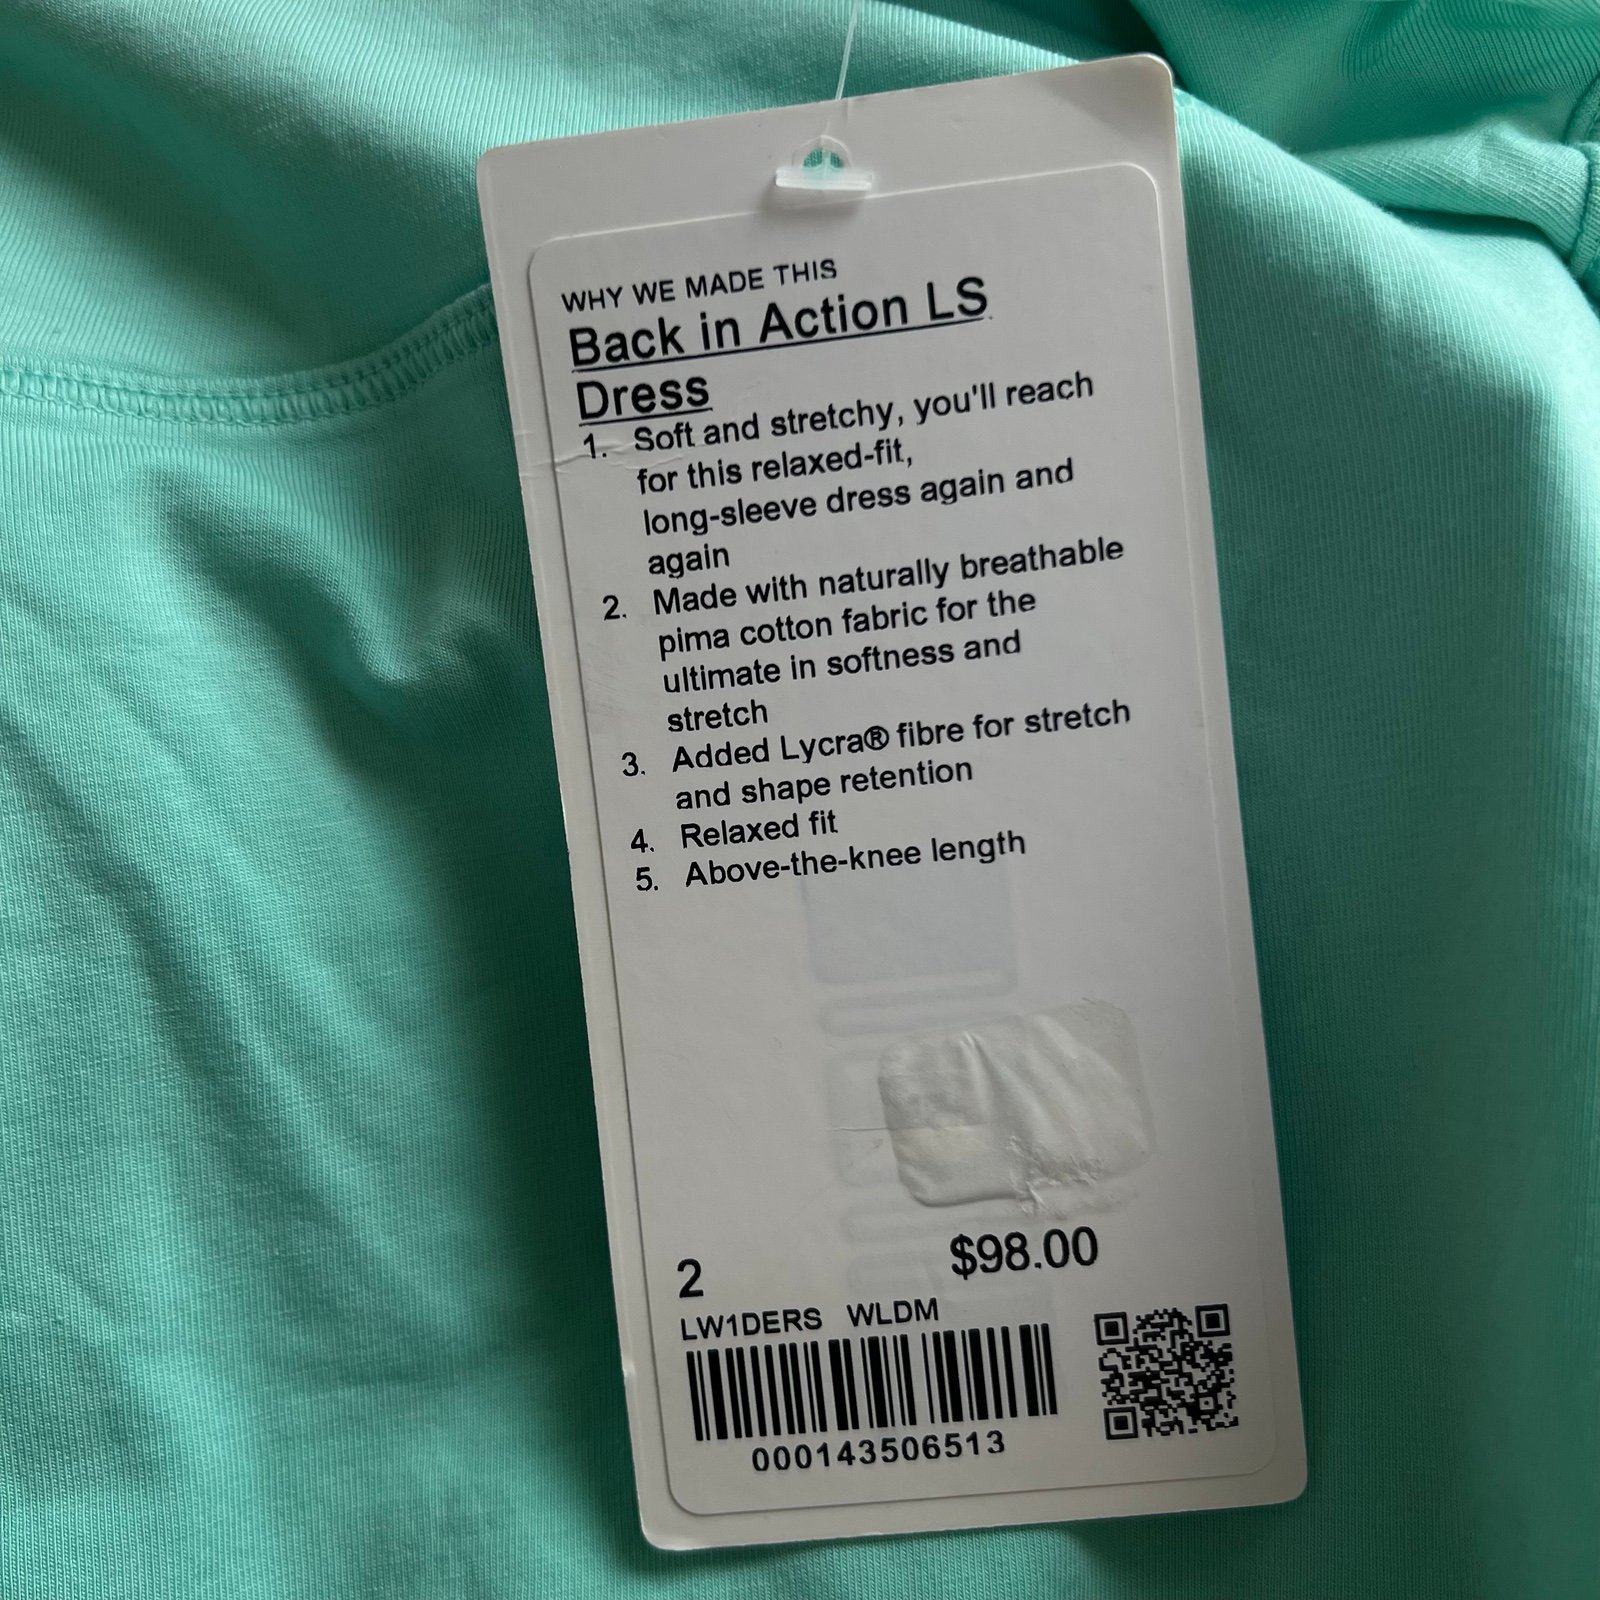 WHY WE MADE THIS
Back in Action LS
Dress
1. Soft and stretchy, you'll reach
for this relaxed-fit,
long-sleeve dress again and
again
2. Made with naturally breathable
pima cotton fabric for the
ultimate in softness and
stretch
3. Added Lycra® fibre for stretch
and shape retention
4. Relaxed fit
5. Above-the-knee length
2 $98.00
LW1DERS WLDM
000143506513